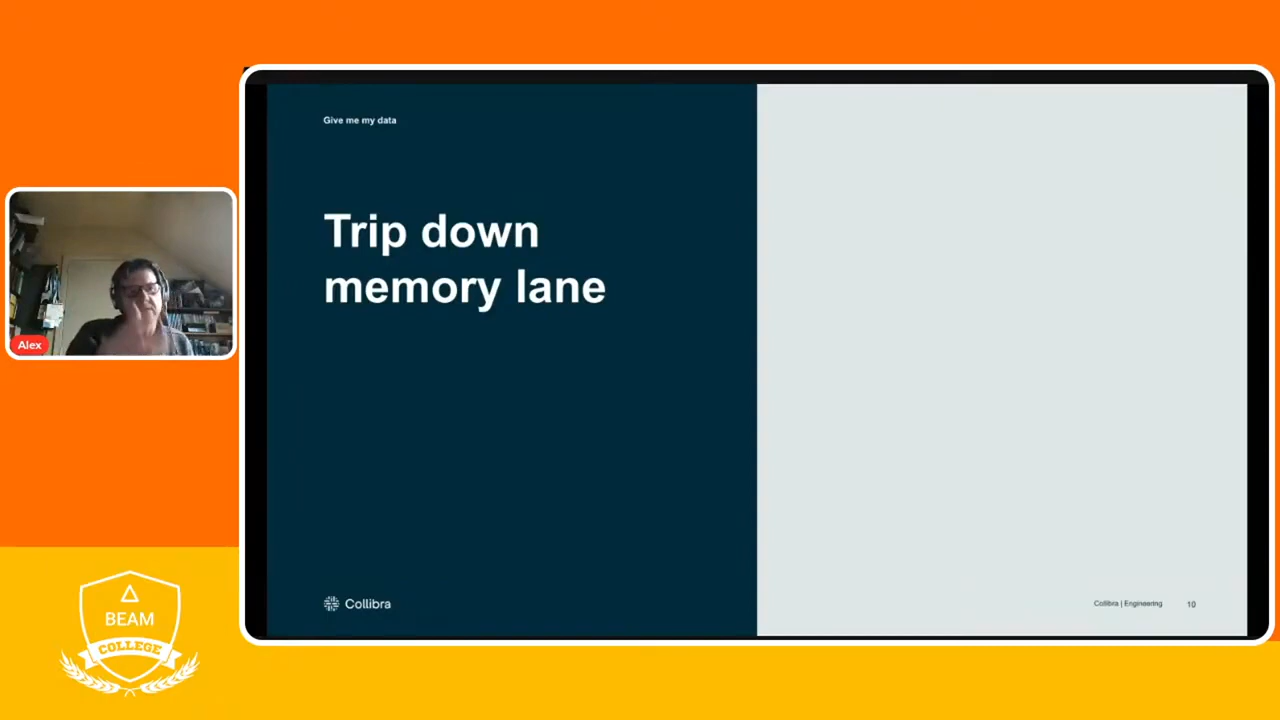 Give me my data
Trip down
memory lane
Alex
Collibra
Collibra | Engineering 10
BEAM
COLLEGE